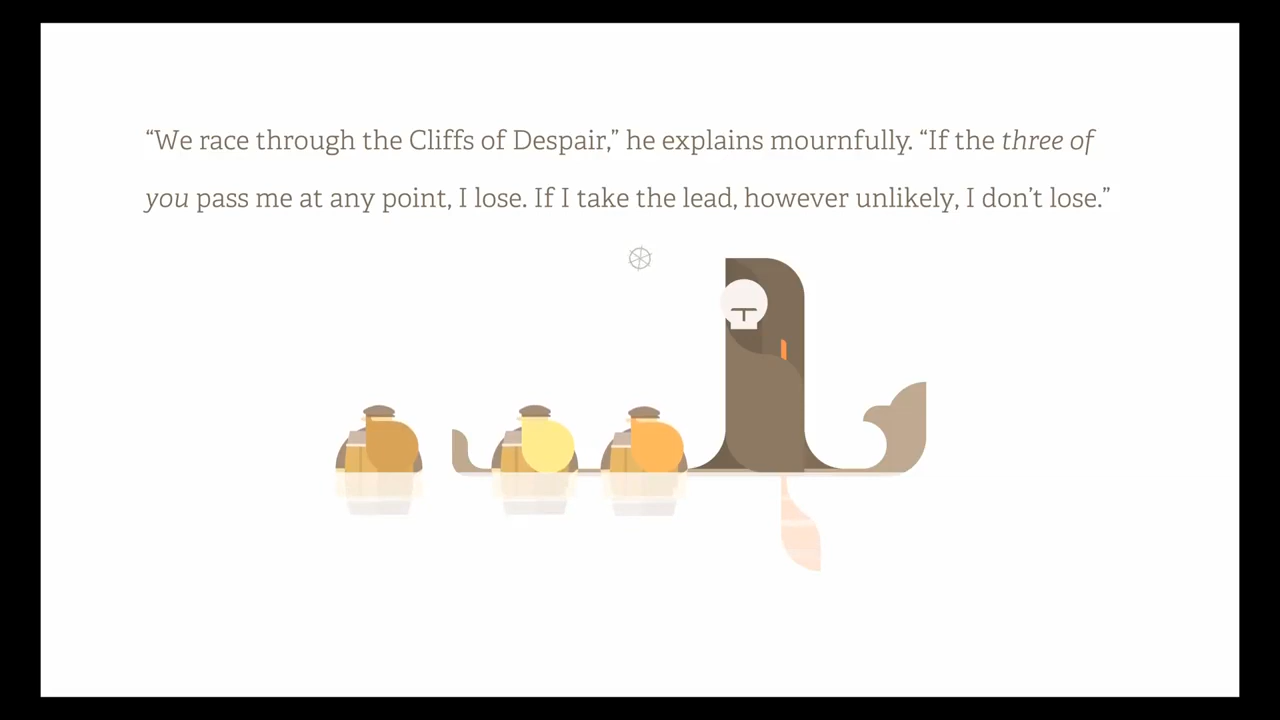 “We race through the Cliffs of Despair,” he explains mournfully. “If the three of
you pass me at any point, I lose. If I take the lead, however unlikely, I don’t lose.”